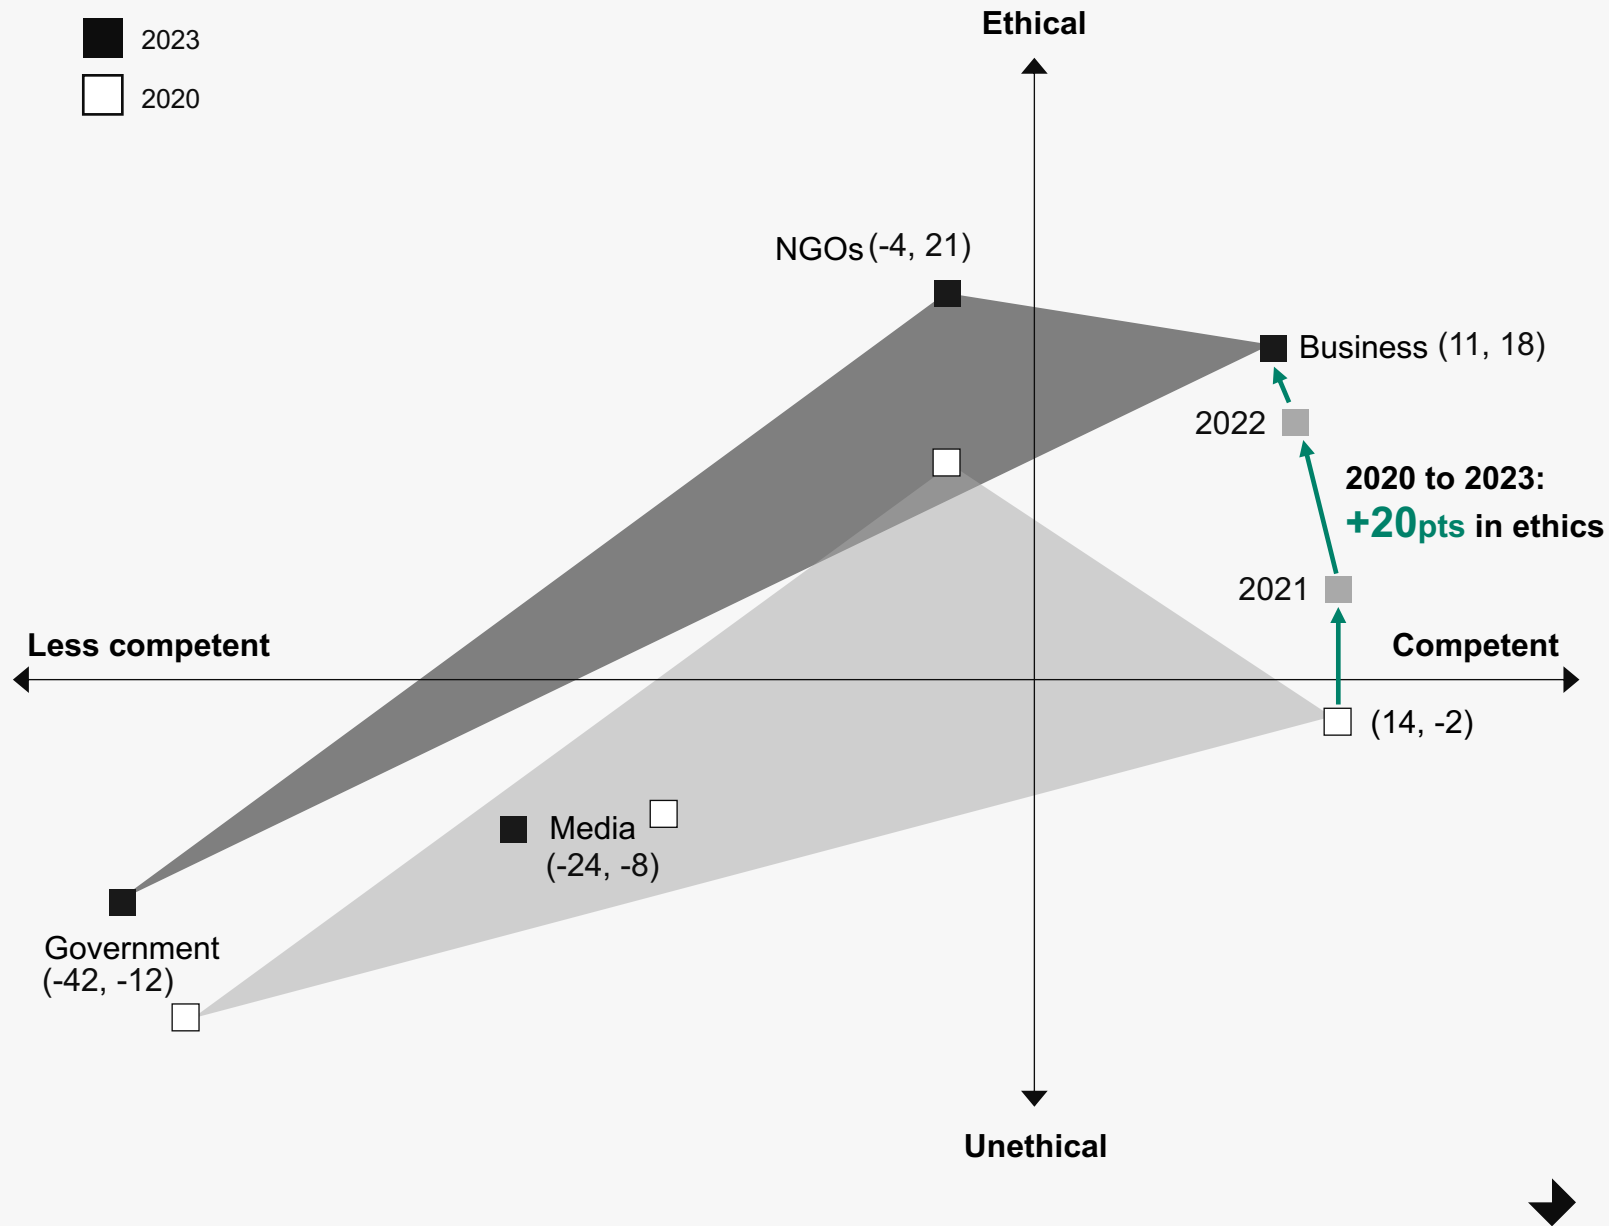 2023
2020
Ethical
NGOs (-4, 21)
Business (11, 18)
2022
2020 to 2023:
+20pts in ethics
2021
Less competent
Competent
(14, -2)
Media
(-24, -8)
Government
(-42, -12)
Unethical